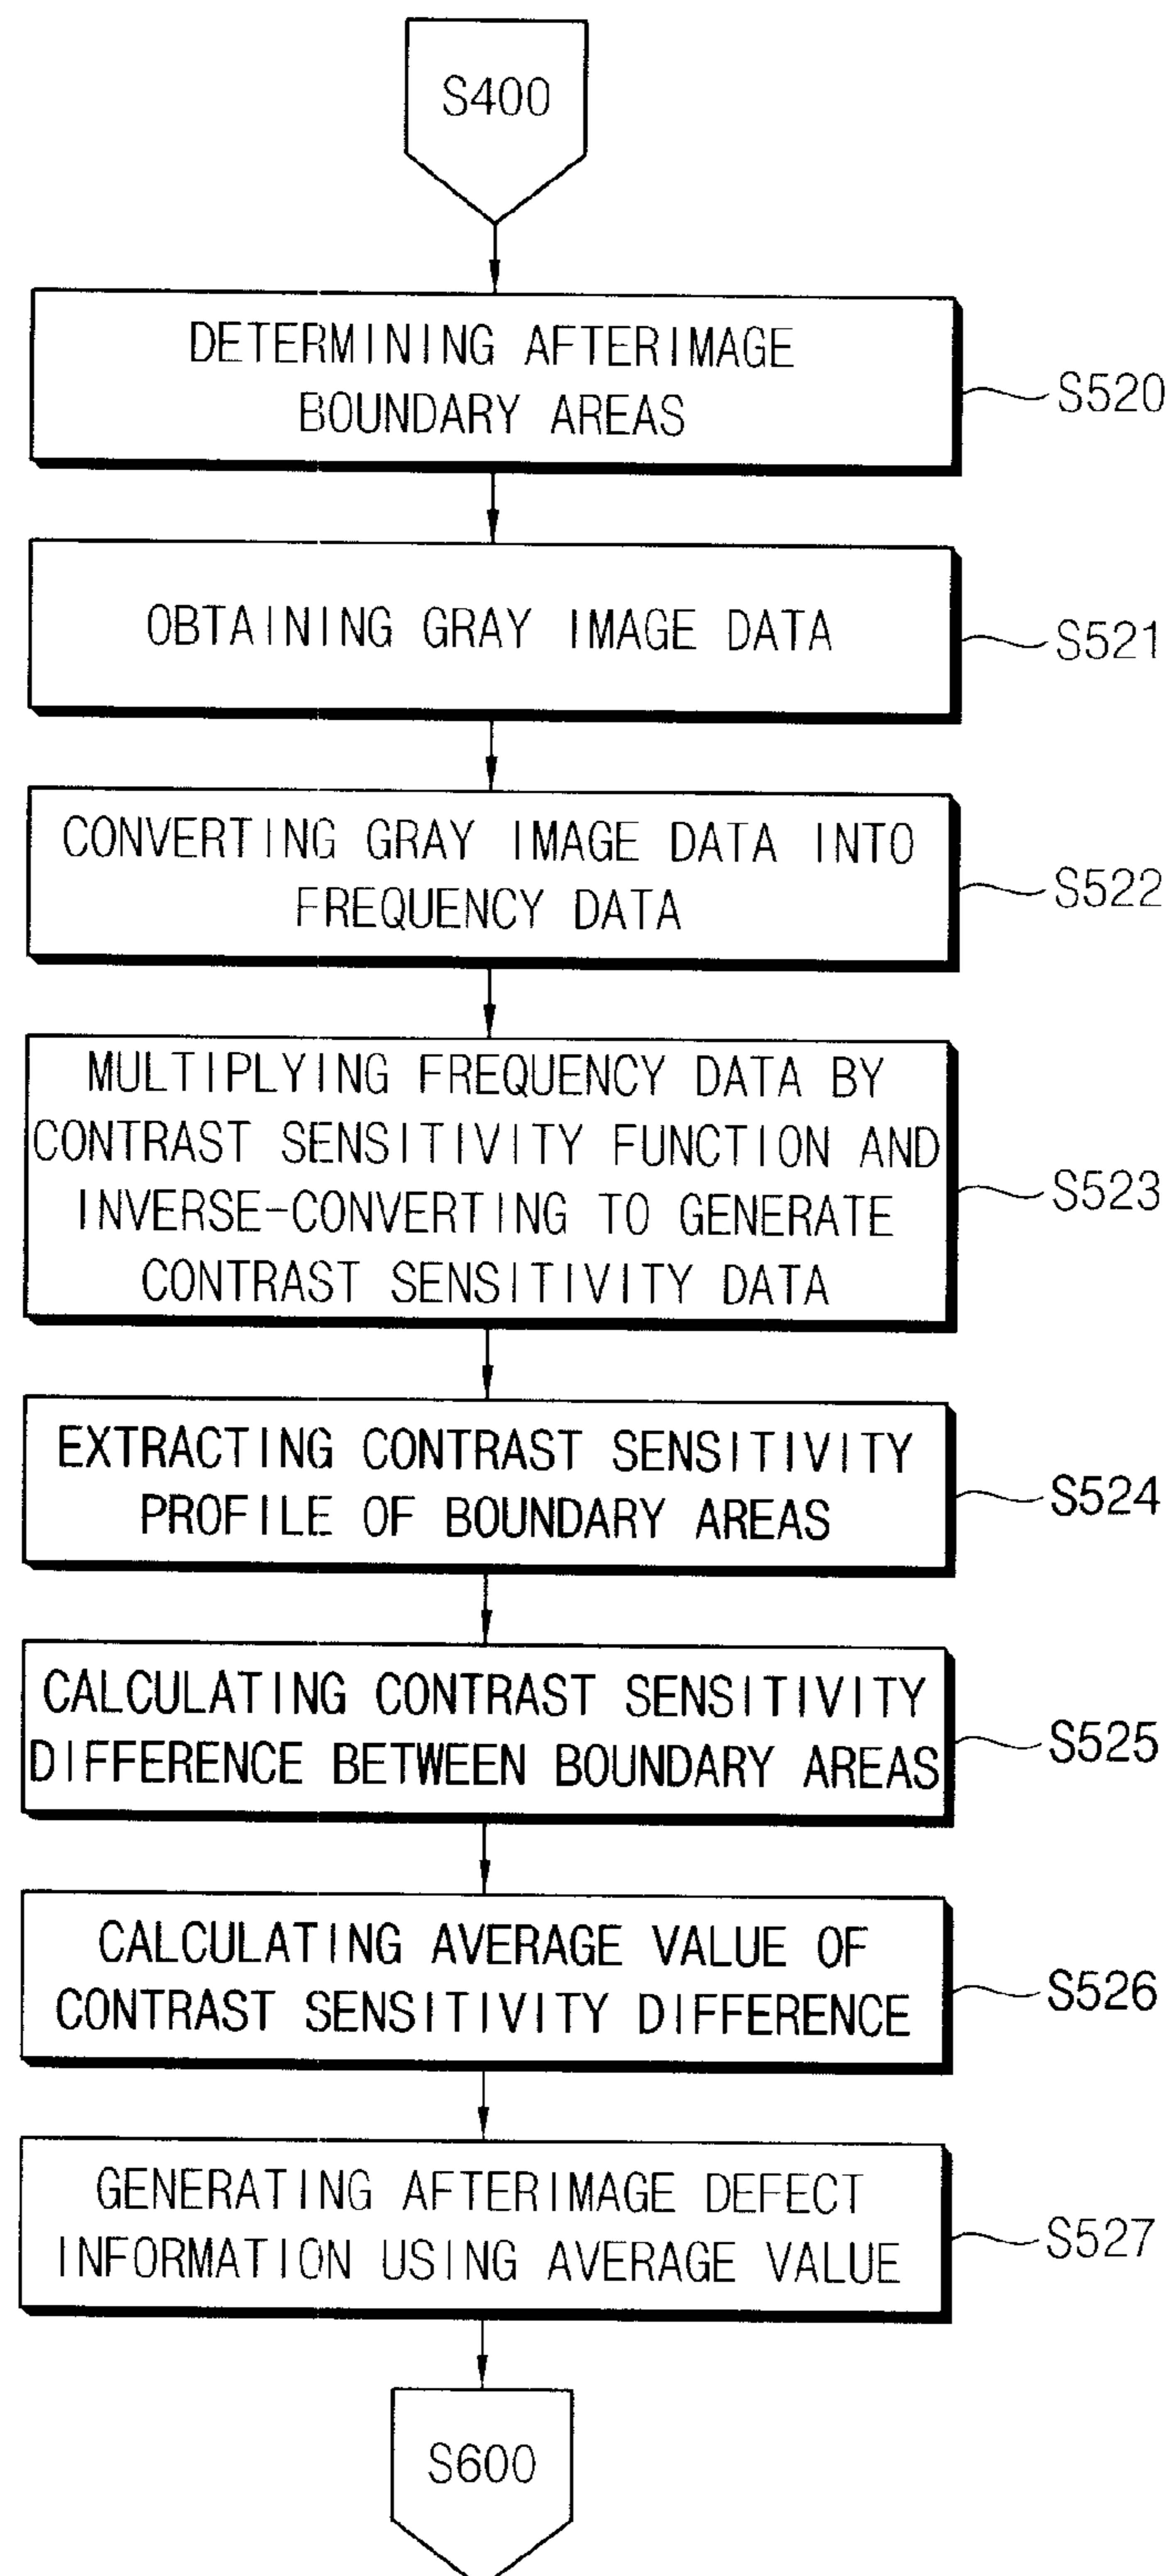 S400
DETERMINING AFTERIMAGE
BOUNDARY AREAS
S520
OBTAINING GRAY IMAGE DATA
S521
CONVERTING GRAY IMAGE DATA INTO
FREQUENCY DATA
S522
MULTIPLYING FREQUENCY DATA BY
CONTRAST SENSITIVITY FUNCTION AND
INVERSE-CONVERTING TO GENERATE
CONTRAST SENSITIVITY DATA
S523
EXTRACTING CONTRAST SENSITIVITY
PROFILE OF BOUNDARY AREAS
S524
CALCULATING CONTRAST SENSITIVITY
DIFFERENCE BETWEEN BOUNDARY AREAS
S525
CALCULATING AVERAGE VALUE OF
CONTRAST SENSITIVITY DIFFERENCE
S526
GENERATING AFTERIMAGE DEFECT
INFORMATION USING AVERAGE VALUE
S527
S600